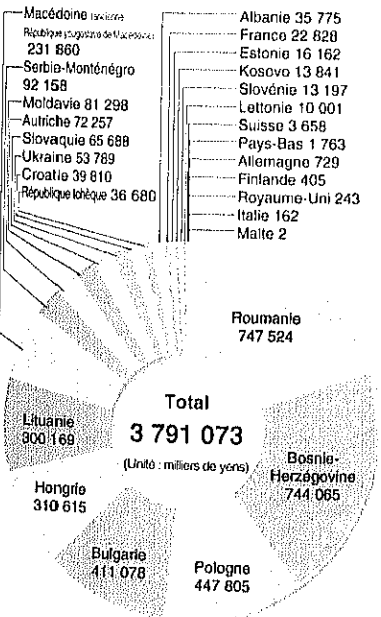 Macédoine (ancienne
République yougoslave de Macédoine)
231 860
Serbie-Monténégro
92 158
Moldavie 81 298
Autriche 72 257
Slovaquie 65 688
Ukraine 53 789
Croatie 39 810
République tchèque 36 680
Albanie 35 775
France 22 828
Estonie 16 162
Kosovo 13 841
Slovénie 13 197
Lettonie 10 001
Suisse 3 658
Pays-Bas 1 763
Allemagne 729
Finlande 405
Royaume-Uni 243
Italie 162
Malte 2
Roumanie
747 524
Bosnie-
Herzégovine
744 065
Pologne
447 805
Bulgarie
411 078
Hongrie
310 615
Lituanie
300 169
Total
3 791 073
(Unité : milliers de yens)